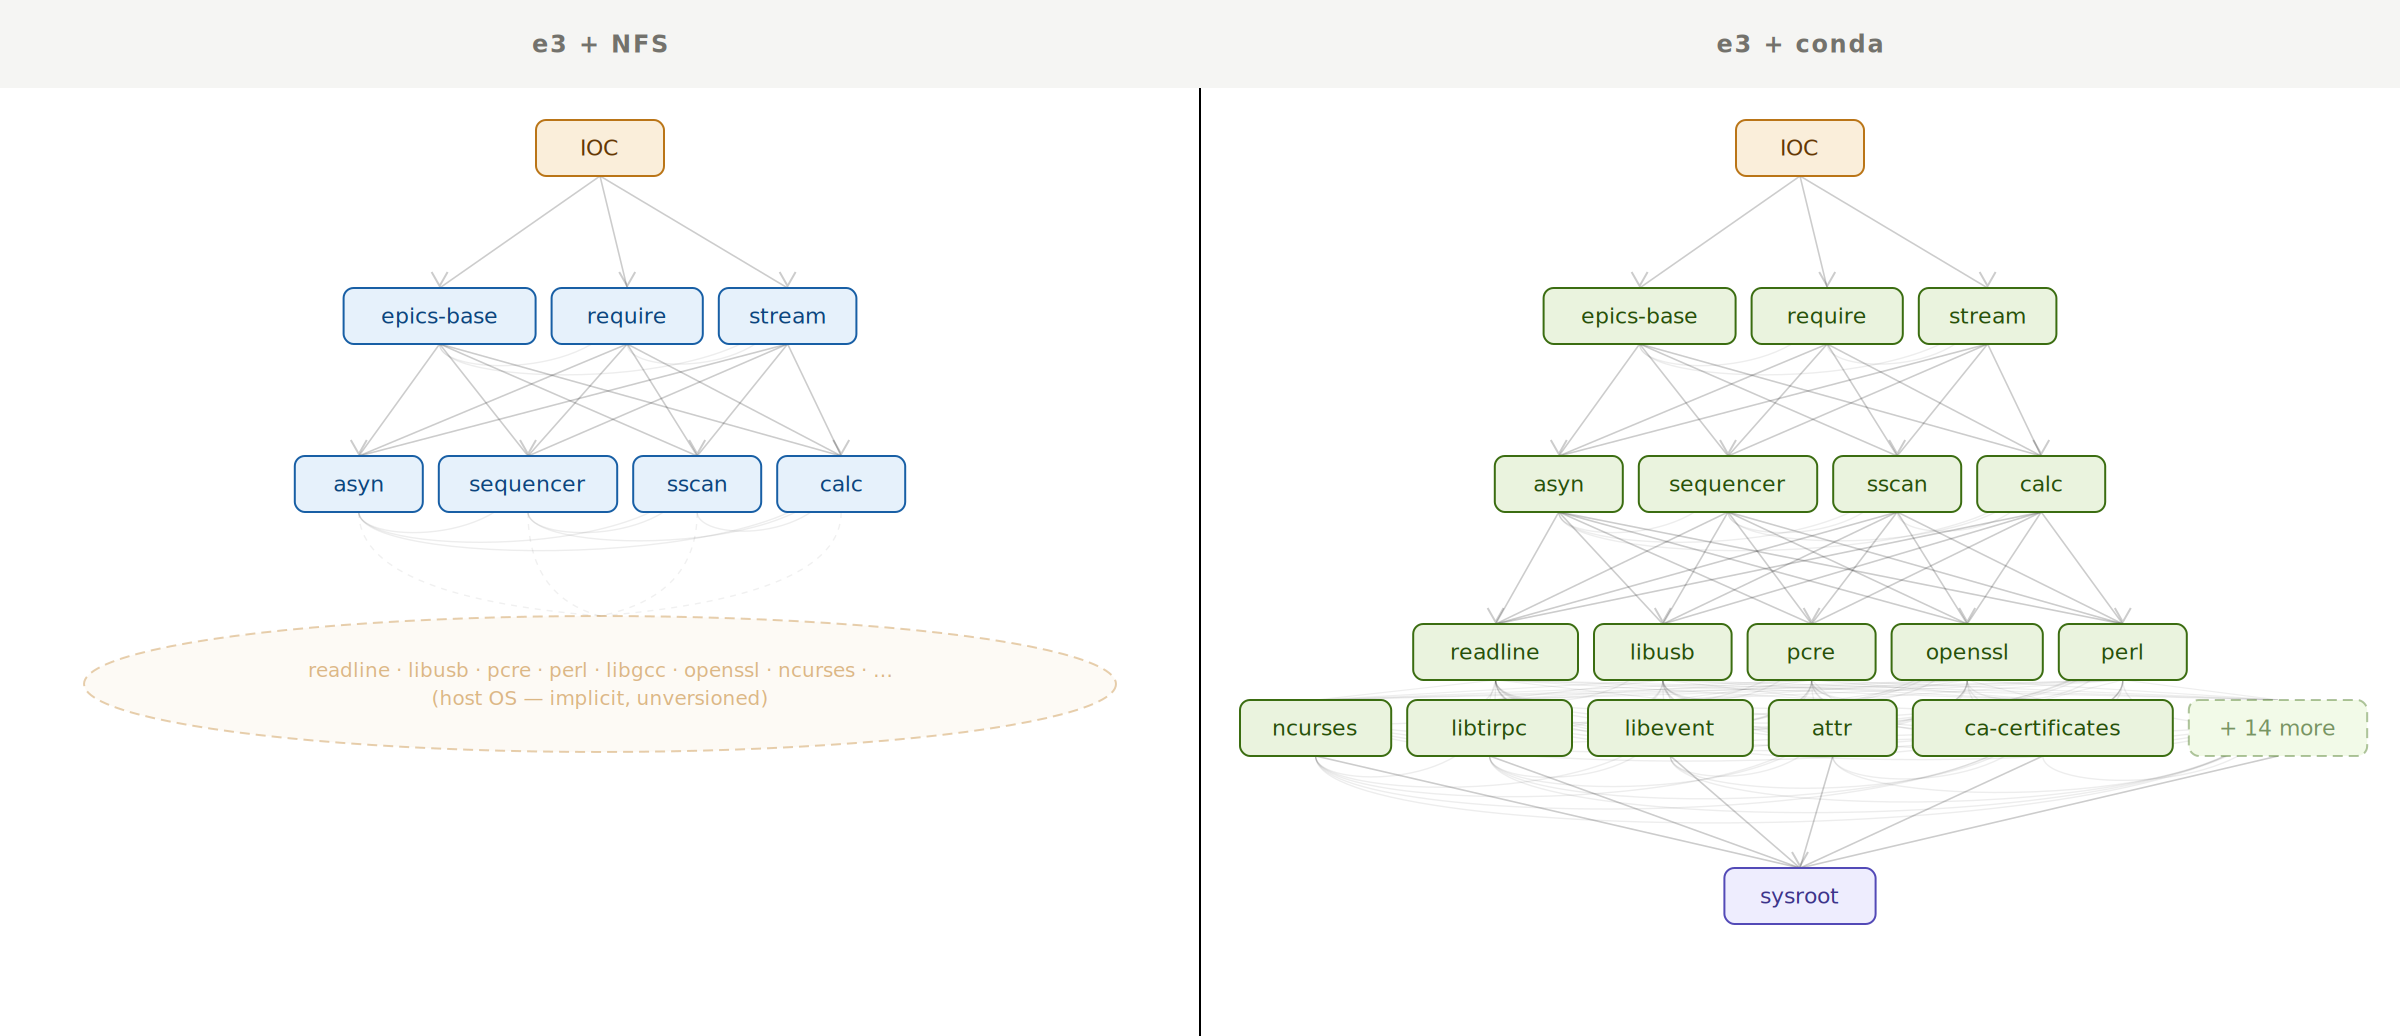 e3 + NFS
e3 + conda
IOC
epics-base
require
stream
asyn
sequencer
sscan
calc
readline · libusb · pcre · perl · libgcc · openssl · ncurses · …
(host OS — implicit, unversioned)
IOC
epics-base
require
stream
asyn
sequencer
sscan
calc
readline
libusb
pcre
openssl
perl
ncurses
libtirpc
libevent
attr
ca-certificates
+ 14 more
sysroot